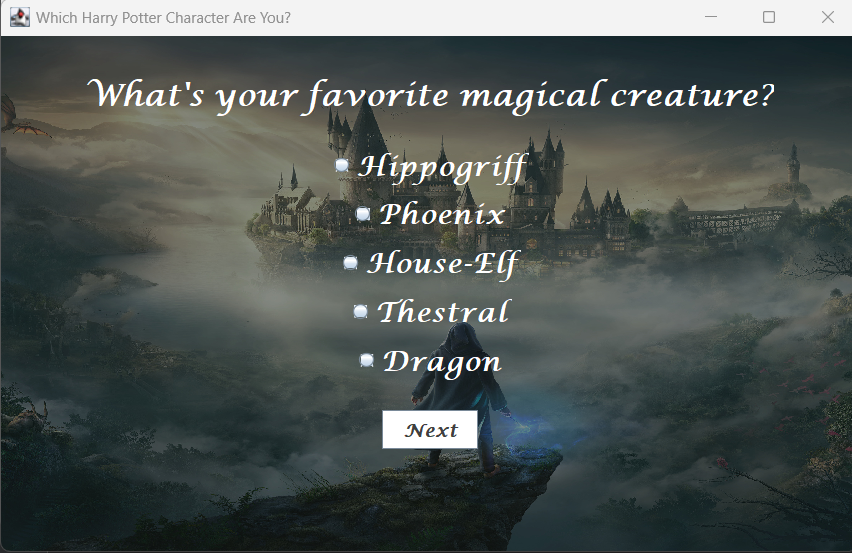 Which Harry Potter Character Are You?
What's your favorite magical creature?
Hippogriff
Phoenix
House-Elf
Thestral
Dragon
Next